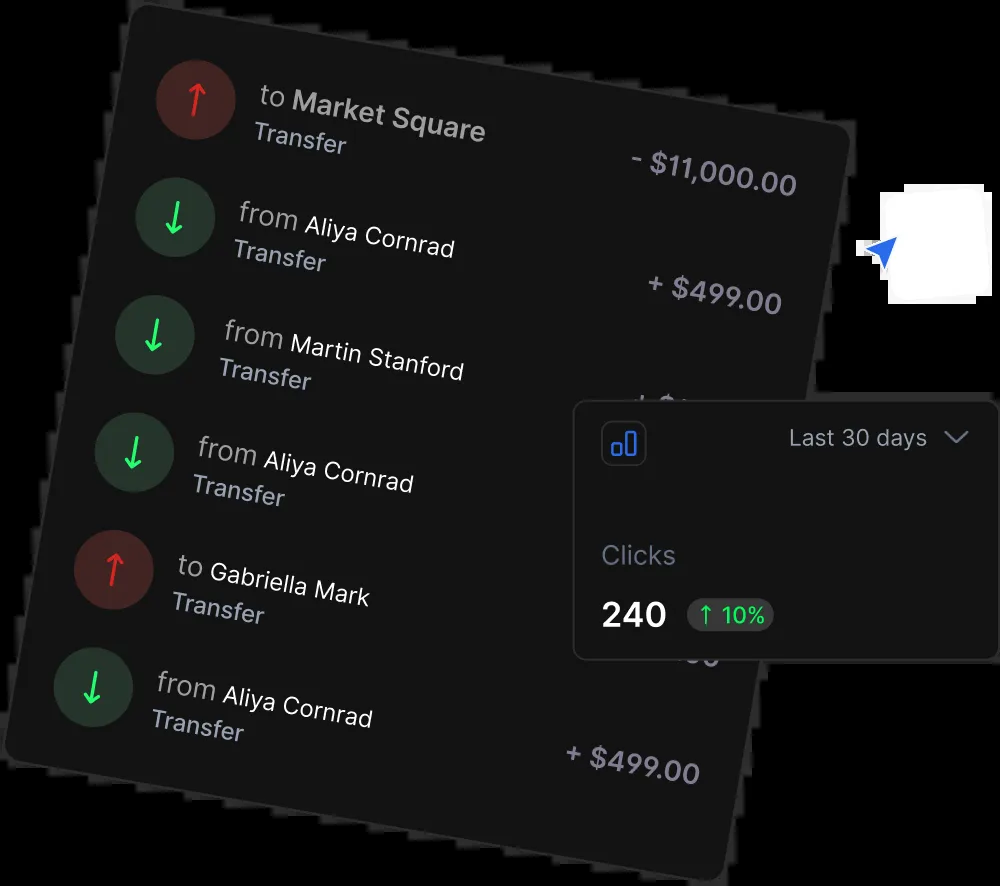 to Market Square
Transfer
- $11,000.00
from Aliya Cornrad
Transfer
+ $499.00
from Martin Stanford
Transfer
from Aliya Cornrad
Transfer
to Gabriella Mark
Transfer
from Aliya Cornrad
Transfer
+ $499.00
Last 30 days
Clicks
240
↑ 10%